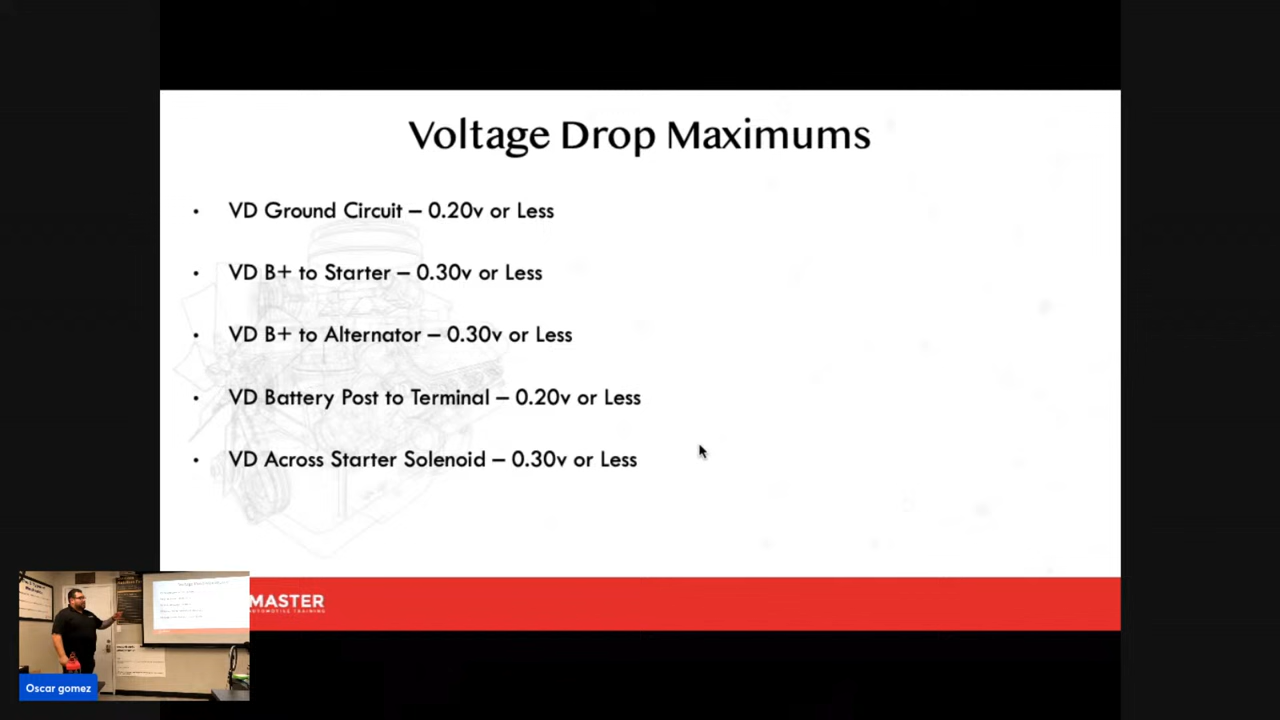 Voltage Drop Maximums
• VD Ground Circuit – 0.20v or Less
• VD B+ to Starter – 0.30v or Less
• VD B+ to Alternator – 0.30v or Less
• VD Battery Post to Terminal – 0.20v or Less
• VD Across Starter Solenoid – 0.30v or Less
MASTER
AUTOMOTIVE TRAINING
Oscar gomez